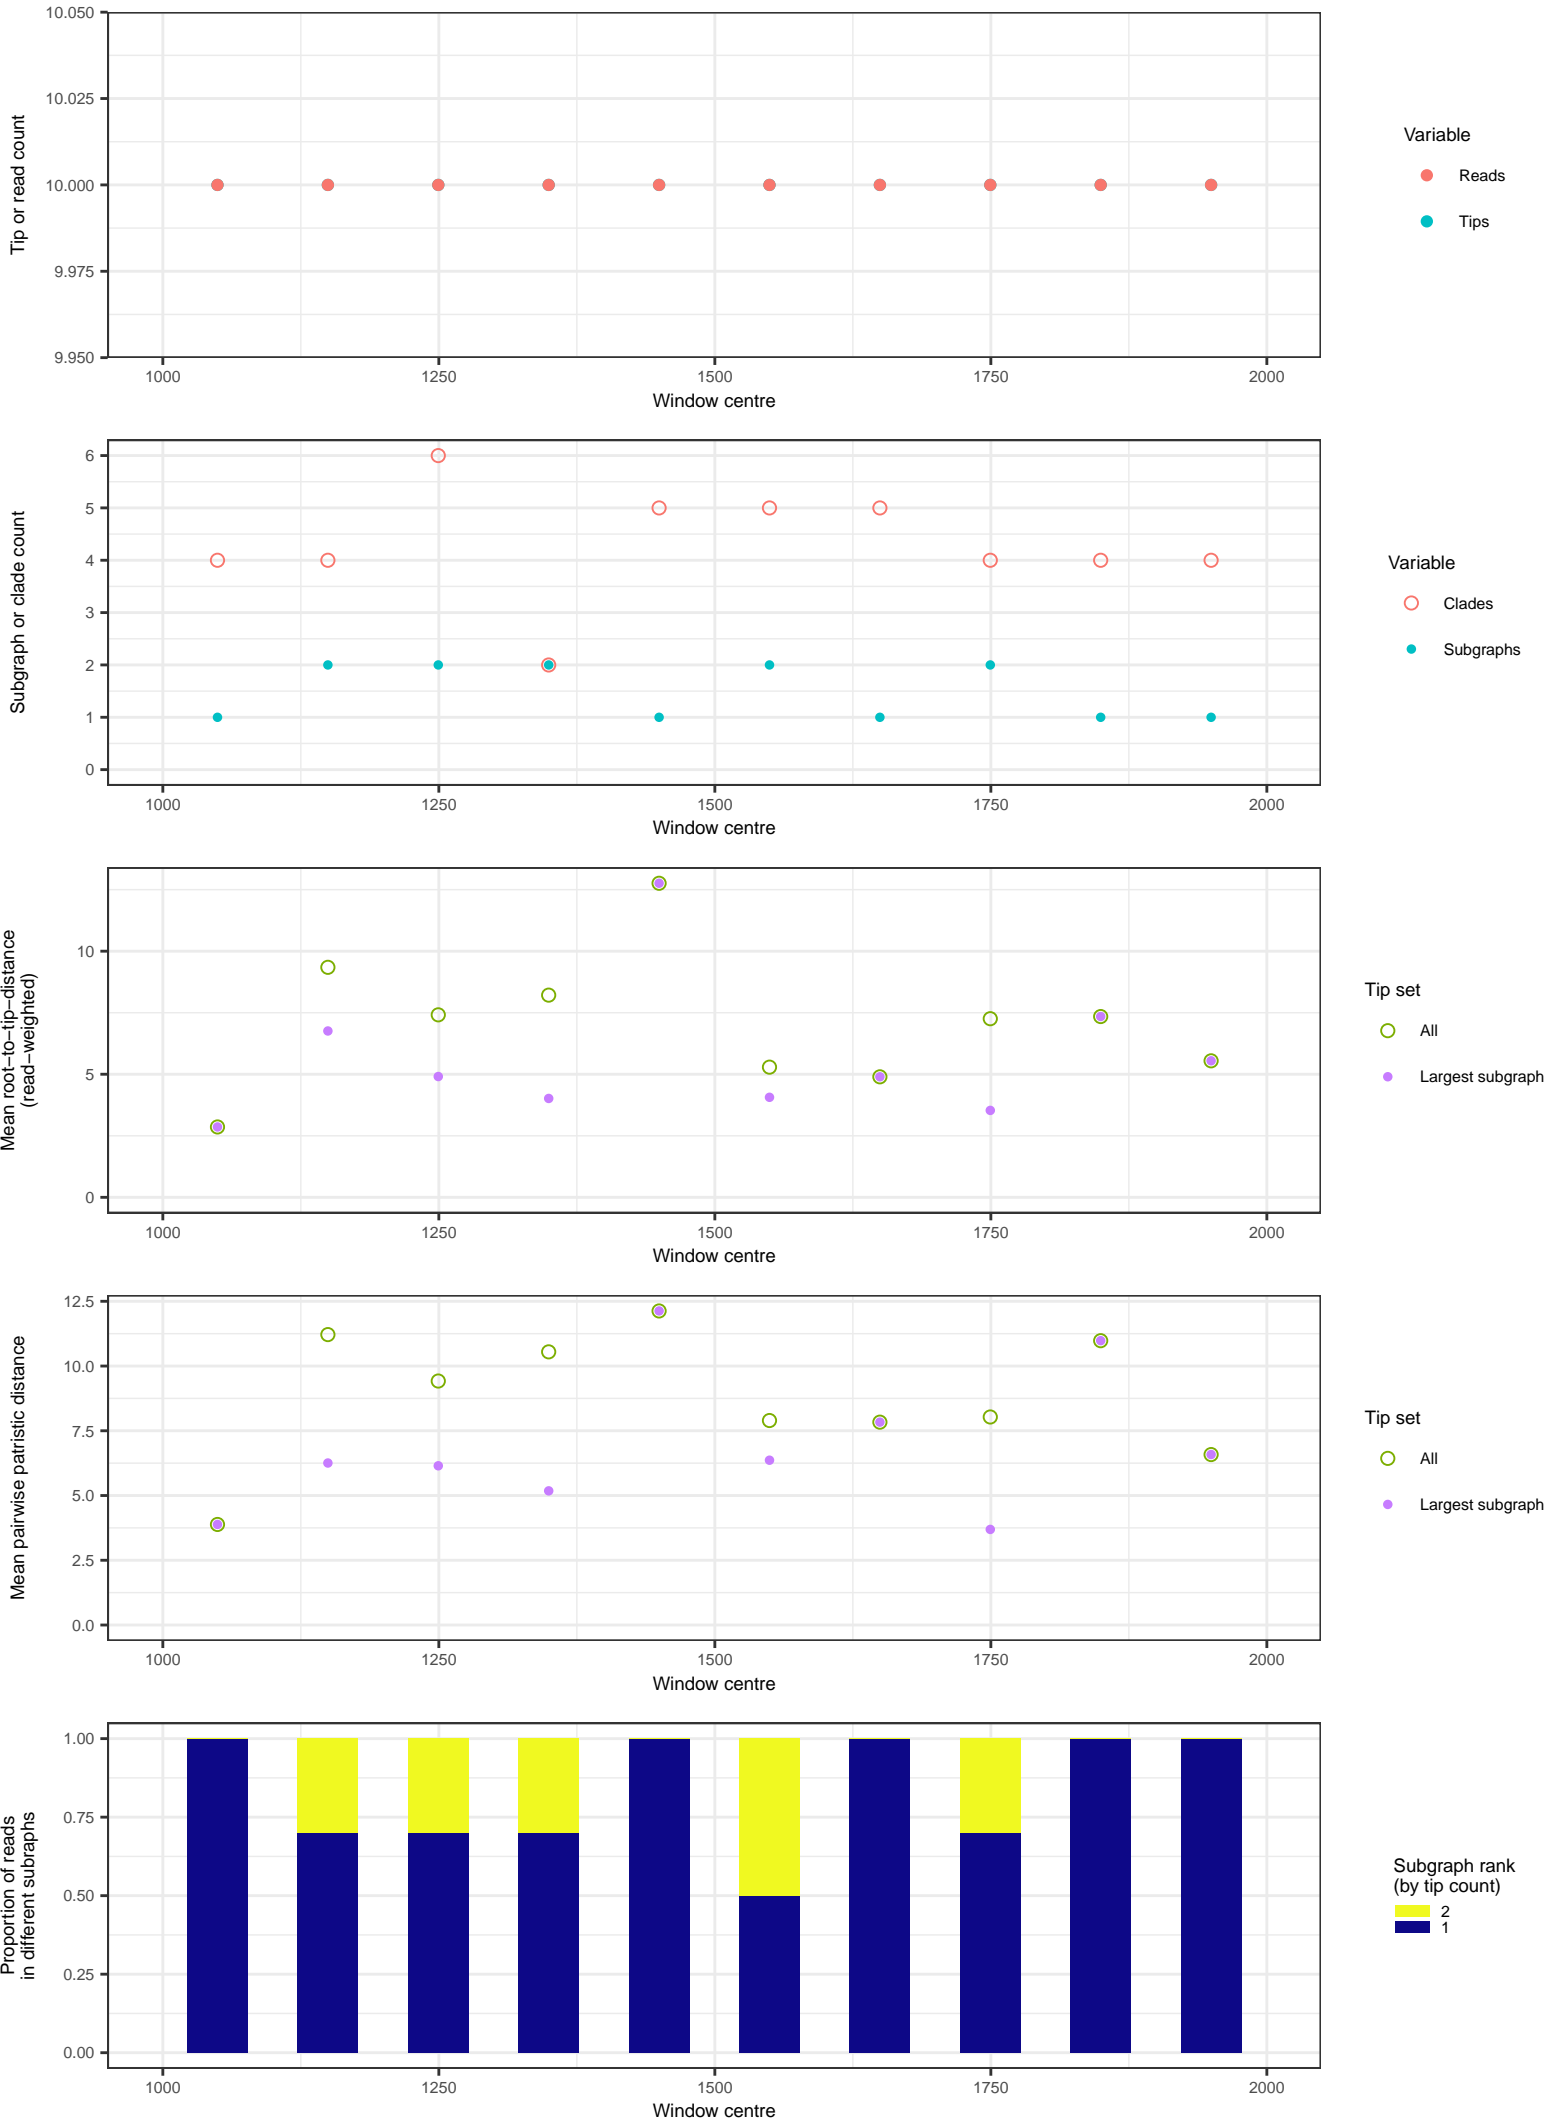 10.050
10.025
10.000
9.975
9.950
Tip or read count
1000 1250 1500 1750 2000
Window centre
Variable
Reads
Tips
6
5
4
3
2
1
0
Subgraph or clade count
1000 1250 1500 1750 2000
Window centre
Variable
Clades
Subgraphs
10
5
0
Mean root−to−tip−distance
(read−weighted)
1000 1250 1500 1750 2000
Window centre
Tip set
All
Largest subgraph
12.5
10.0
7.5
5.0
2.5
0.0
Mean pairwise patristic distance
1000 1250 1500 1750 2000
Window centre
Tip set
All
Largest subgraph
1.00
0.75
0.50
0.25
0.00
Proportion of reads
in different subraphs
1000 1250 1500 1750 2000
Window centre
Subgraph rank
(by tip count)
2
1